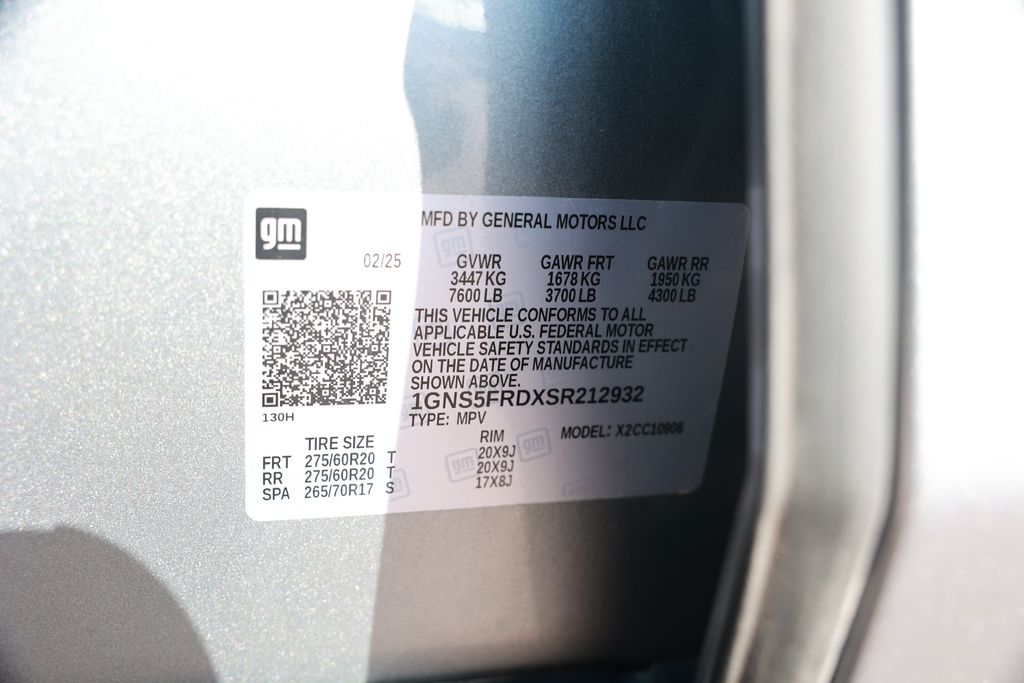 gm
MFD BY GENERAL MOTORS LLC
02/25
GVWR GAWR FRT GAWR RR
3447 KG 1678 KG 1950 KG
7600 LB 3700 LB 4300 LB
THIS VEHICLE CONFORMS TO ALL
APPLICABLE U.S. FEDERAL MOTOR
VEHICLE SAFETY STANDARDS IN EFFECT
ON THE DATE OF MANUFACTURE
SHOWN ABOVE.
1GNS5FRDXSR212932
TYPE: MPV
130H
MODEL: X2CC10906
TIRE SIZE RIM
FRT 275/60R20 T 20X9J
RR 275/60R20 T 20X9J
SPA 265/70R17 S 17X8J